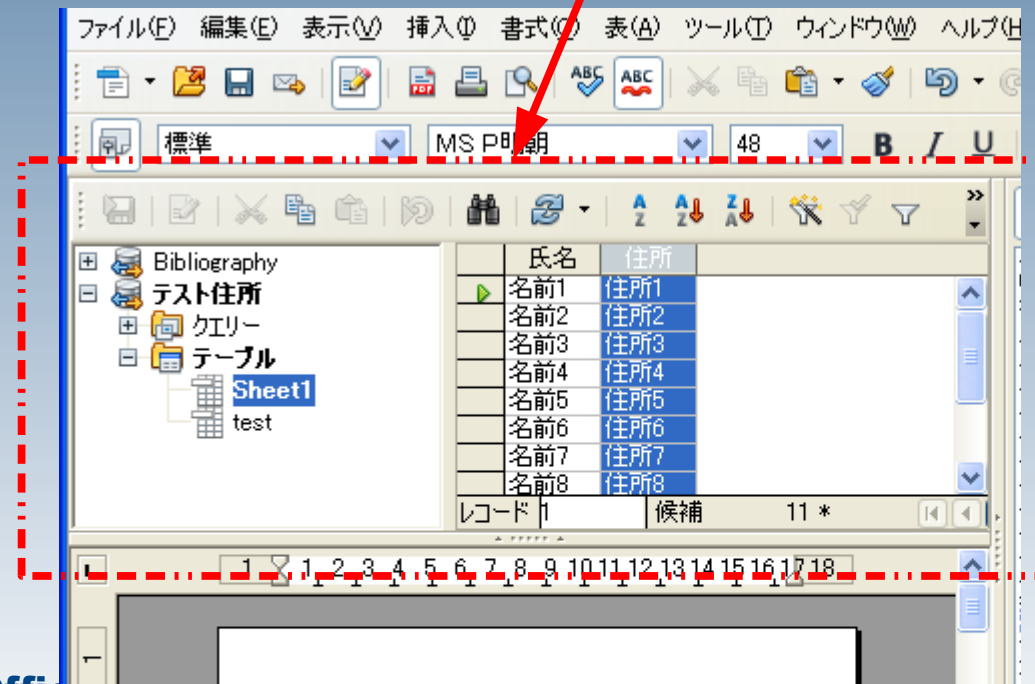 ファイル(F) 編集(E) 表示(V) 挿入(I) 書式(O) 表(A) ツール(T) ウィンドウ(W) ヘルプ(H
PDF ABC ABC
標準 MS P明朝 48 B I U
A Z A Z Z A »
Bibliography
テスト住所
クエリー
テーブル
Sheet1
test
氏名 住所
名前1 住所1
名前2 住所2
名前3 住所3
名前4 住所4
名前5 住所5
名前6 住所6
名前7 住所7
名前8 住所8
レコード 1 候補 11 *
1 1 2 3 4 5 6 7 8 9 10 11 12 13 14 15 16 17 18
1